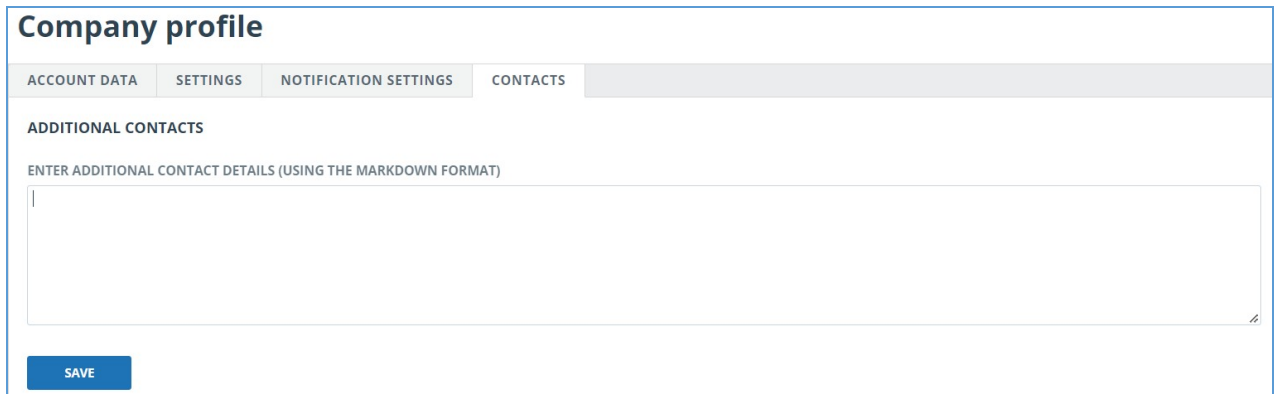 Company profile
ACCOUNT DATA SETTINGS NOTIFICATION SETTINGS CONTACTS
ADDITIONAL CONTACTS
ENTER ADDITIONAL CONTACT DETAILS (USING THE MARKDOWN FORMAT)
SAVE